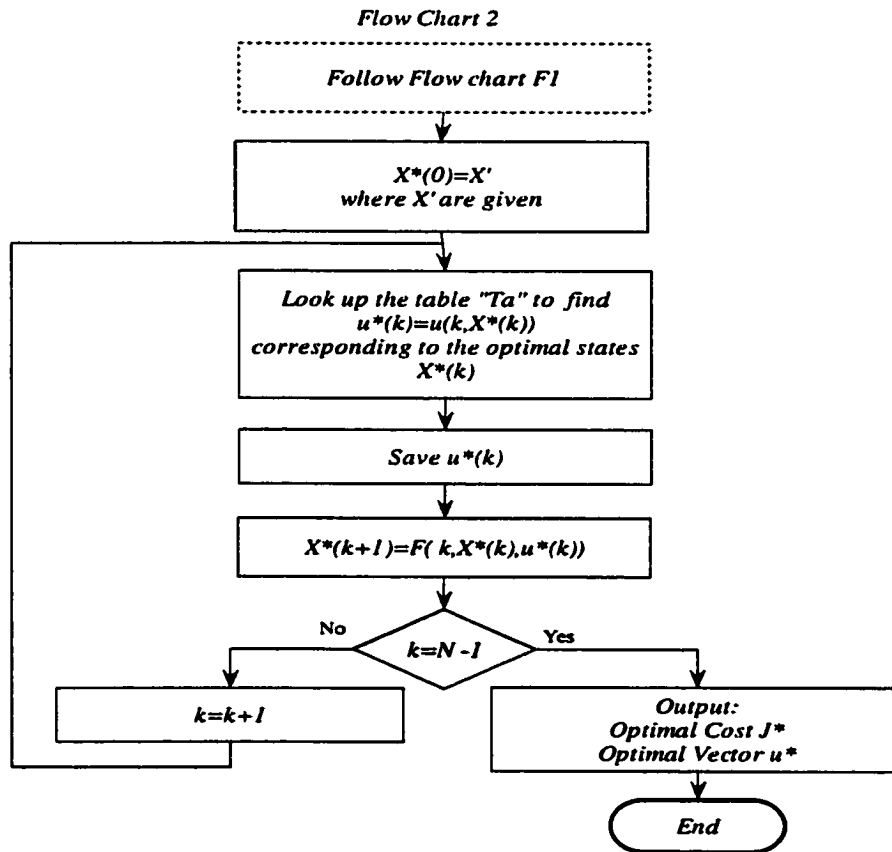 Flow Chart 2
Follow Flow chart F1
X*(0)=X'
where X' are given
Look up the table "Ta" to find
u*(k)=u(k,X*(k))
corresponding to the optimal states
X*(k)
Save u*(k)
X*(k+1)=F( k,X*(k),u*(k))
No
k=N-1
Yes
k=k+1
Output:
Optimal Cost J*
Optimal Vector u*
End